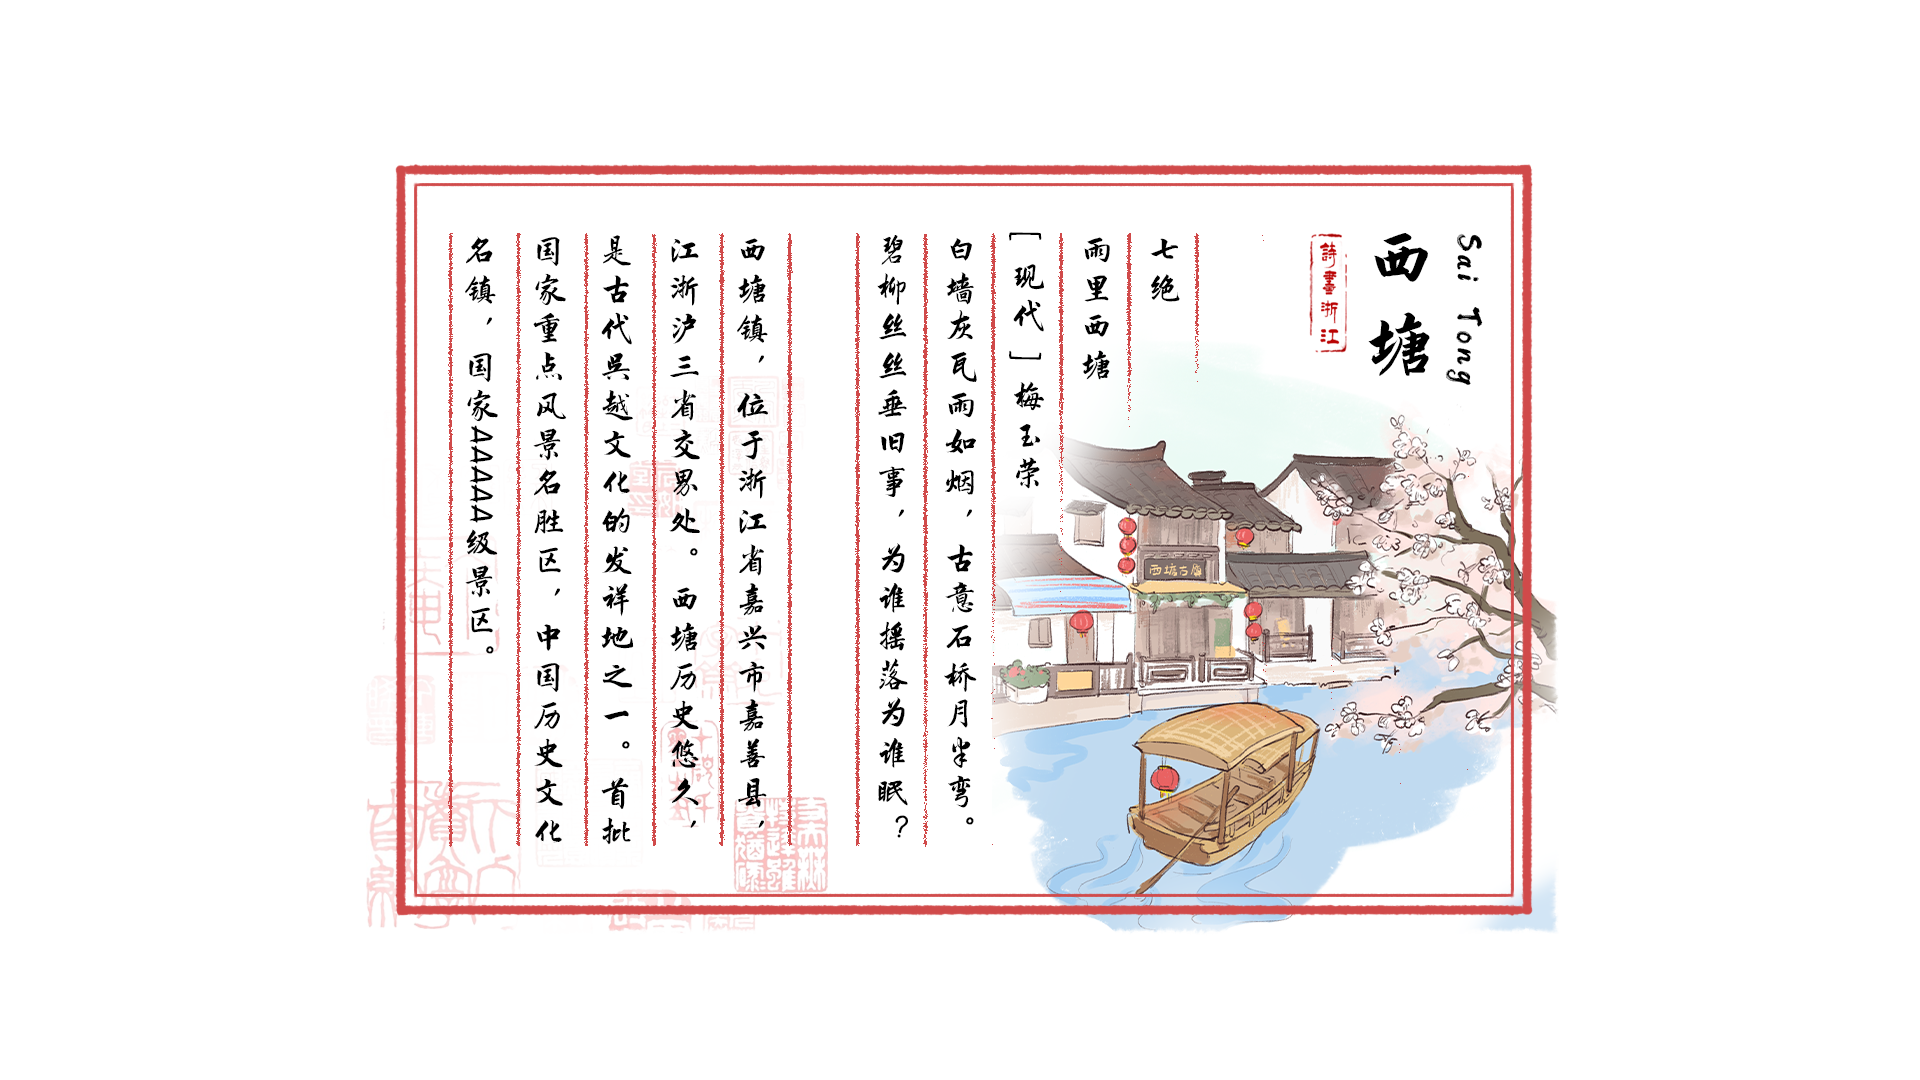 Sai Tong
西塘
詩書浙江
七绝
雨里西塘
[现代]梅玉荣
白墙灰瓦雨如烟，古意石桥月半弯。
碧柳丝丝垂旧事，为谁摇落为谁眠？
西塘镇，位于浙江省嘉兴市嘉善县，
江浙沪三省交界处。西塘历史悠久，
是古代吴越文化的发祥地之一。首批
国家重点风景名胜区，中国历史文化
名镇，国家AAAAA级景区。